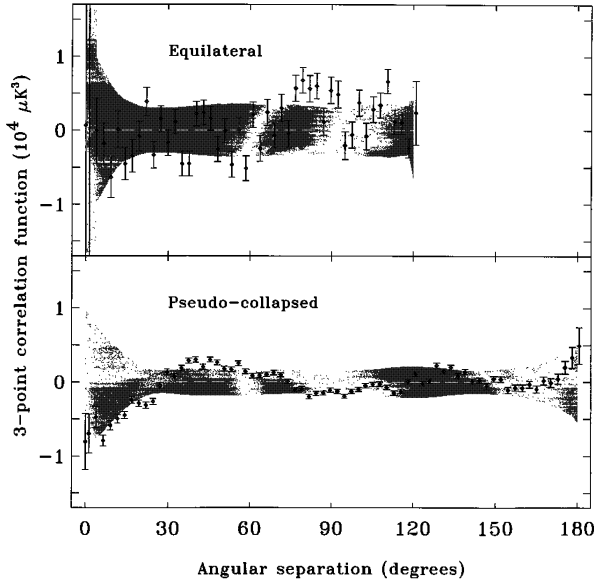 3-point correlation function (10⁴ μK³)
1
Equilateral
0
−1
1
Pseudo-collapsed
0
−1
0 30 60 90 120 150 180
Angular separation (degrees)